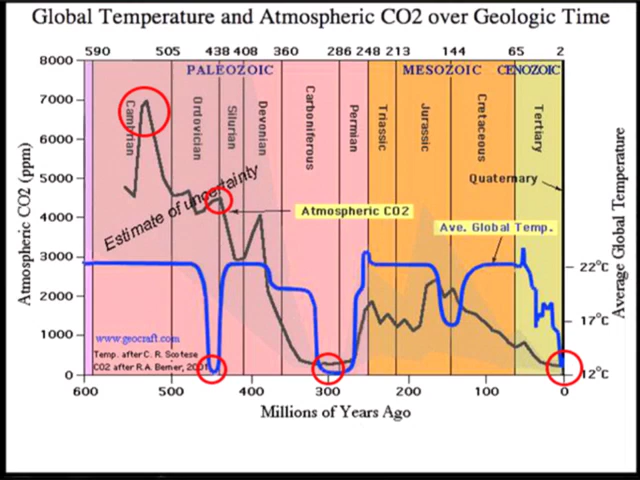 Global Temperature and Atmospheric CO2 over Geologic Time
590 505 438 408 360 286 248 213 144 65 2
8000
7000
6000
5000
4000
3000
2000
1000
0
Atmospheric CO2 (ppm)
PALEOZOIC
MESOZOIC
CENOZOIC
Cambrian
Ordovician
Silurian
Devonian
Carboniferous
Permian
Triassic
Jurassic
Cretaceous
Tertiary
Quaternary
Estimate of uncertainty
Atmospheric CO2
Ave. Global Temp.
www.geocraft.com
Temp. after C. R. Scotese
CO2 after R.A. Berner, 2001
22°C
17°C
12°C
Average Global Temperature
600 500 400 300 200 100 0
Millions of Years Ago